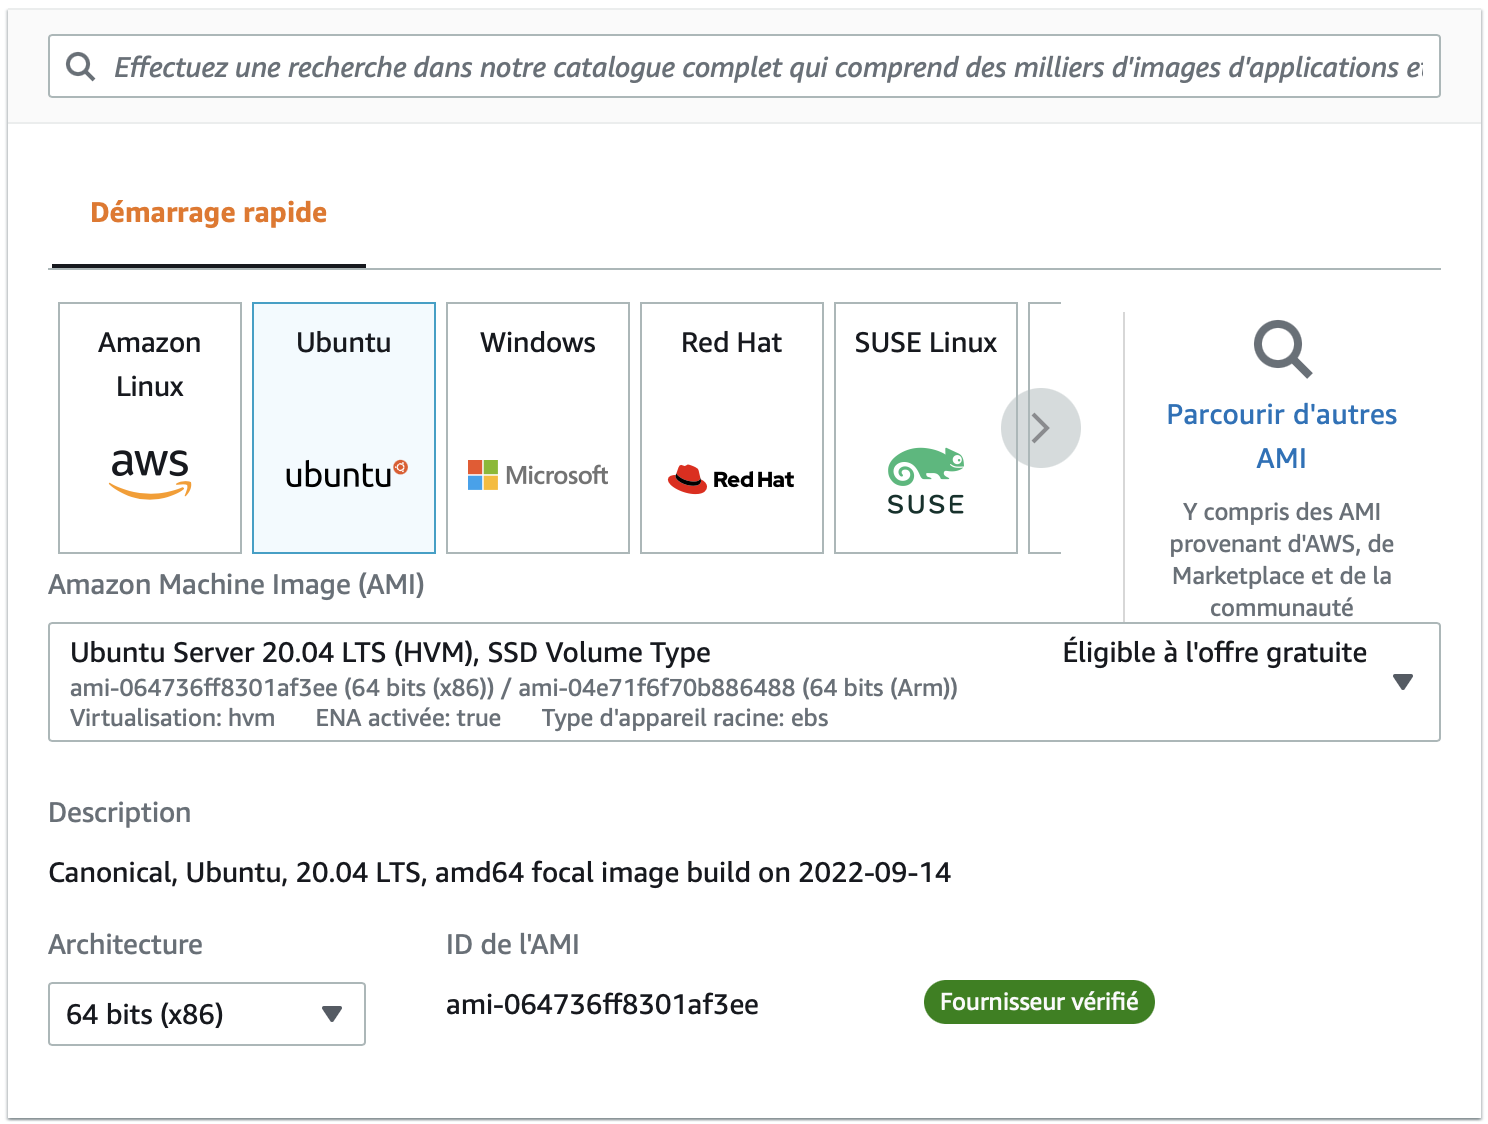 Effectuez une recherche dans notre catalogue complet qui comprend des milliers d'images d'applications et
Démarrage rapide
Amazon
Linux
aws
Ubuntu
ubuntu
Windows
Microsoft
Red Hat
Red Hat
SUSE Linux
SUSE
Parcourir d'autres
AMI
Y compris des AMI
provenant d'AWS, de
Marketplace et de la
communauté
Amazon Machine Image (AMI)
Ubuntu Server 20.04 LTS (HVM), SSD Volume Type
Éligible à l'offre gratuite
ami-064736ff8301af3ee (64 bits (x86)) / ami-04e71f6f70b886488 (64 bits (Arm))
Virtualisation: hvm ENA activée: true Type d'appareil racine: ebs
Description
Canonical, Ubuntu, 20.04 LTS, amd64 focal image build on 2022-09-14
Architecture
ID de l'AMI
64 bits (x86)
ami-064736ff8301af3ee
Fournisseur vérifié